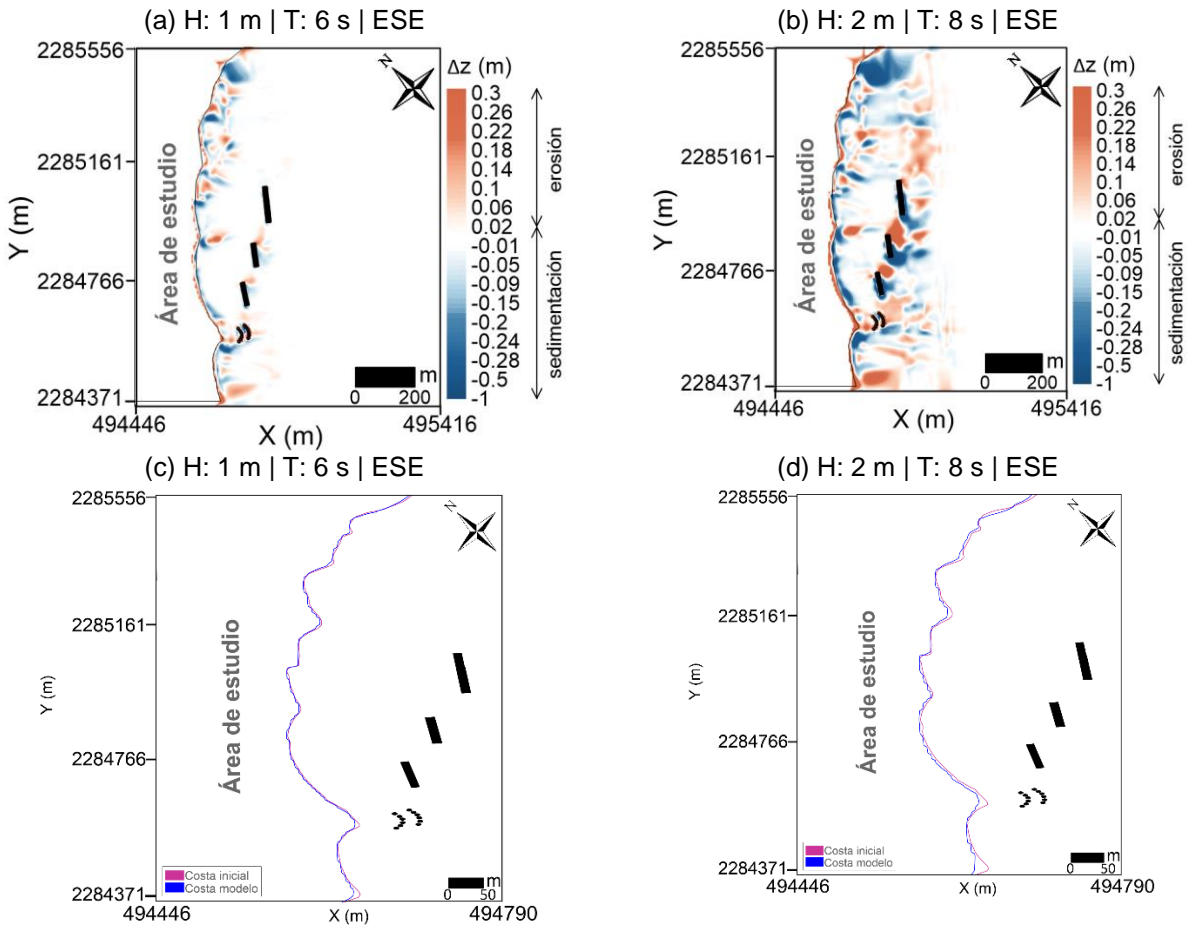 (a) H: 1 m | T: 6 s | ESE
2285556
2285161
2284766
2284371
Y (m)
Área de estudio
N
Δz (m)
0.3
0.26
0.22
0.18
0.14
0.10
0.06
0.02
-0.01
-0.05
-0.09
-0.15
-0.2
-0.24
-0.28
-0.5
-1
erosión
sedimentación
m
0 200
494446 495416
X (m)
(b) H: 2 m | T: 8 s | ESE
2285556
2285161
2284766
2284371
Y (m)
Área de estudio
N
Δz (m)
0.3
0.26
0.22
0.18
0.14
0.10
0.06
0.02
-0.01
-0.05
-0.09
-0.15
-0.2
-0.24
-0.28
-0.5
-1
erosión
sedimentación
m
0 200
494446 495416
X (m)
(c) H: 1 m | T: 6 s | ESE
2285556
2285161
2284766
2284371
Y (m)
Área de estudio
N
Costa inicial
Costa modelo
m
0 50
494446 494790
X (m)
(d) H: 2 m | T: 8 s | ESE
2285556
2285161
2284766
2284371
Y (m)
Área de estudio
N
Costa inicial
Costa modelo
m
0 50
494446 494790
X (m)